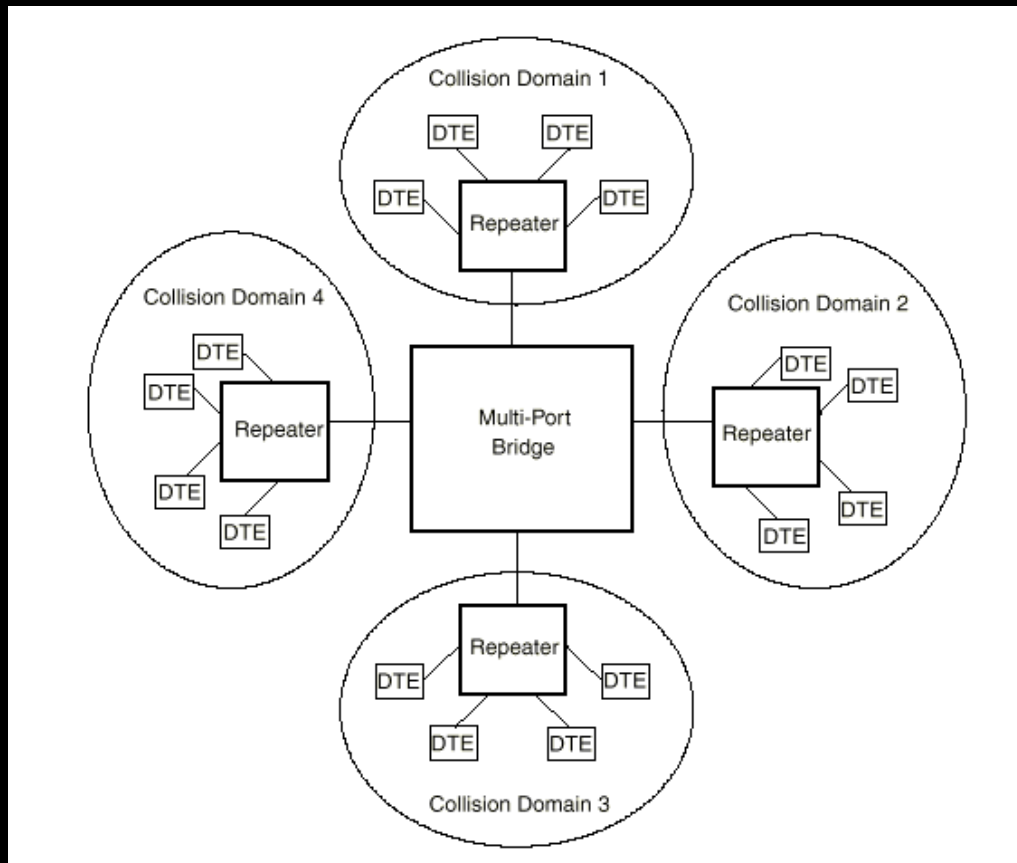 Collision Domain 1
DTE
DTE
DTE
DTE
Repeater
Collision Domain 4
DTE
DTE
Repeater
DTE
DTE
Multi-Port
Bridge
Collision Domain 2
DTE
DTE
Repeater
DTE
DTE
Repeater
DTE
DTE
DTE
DTE
Collision Domain 3